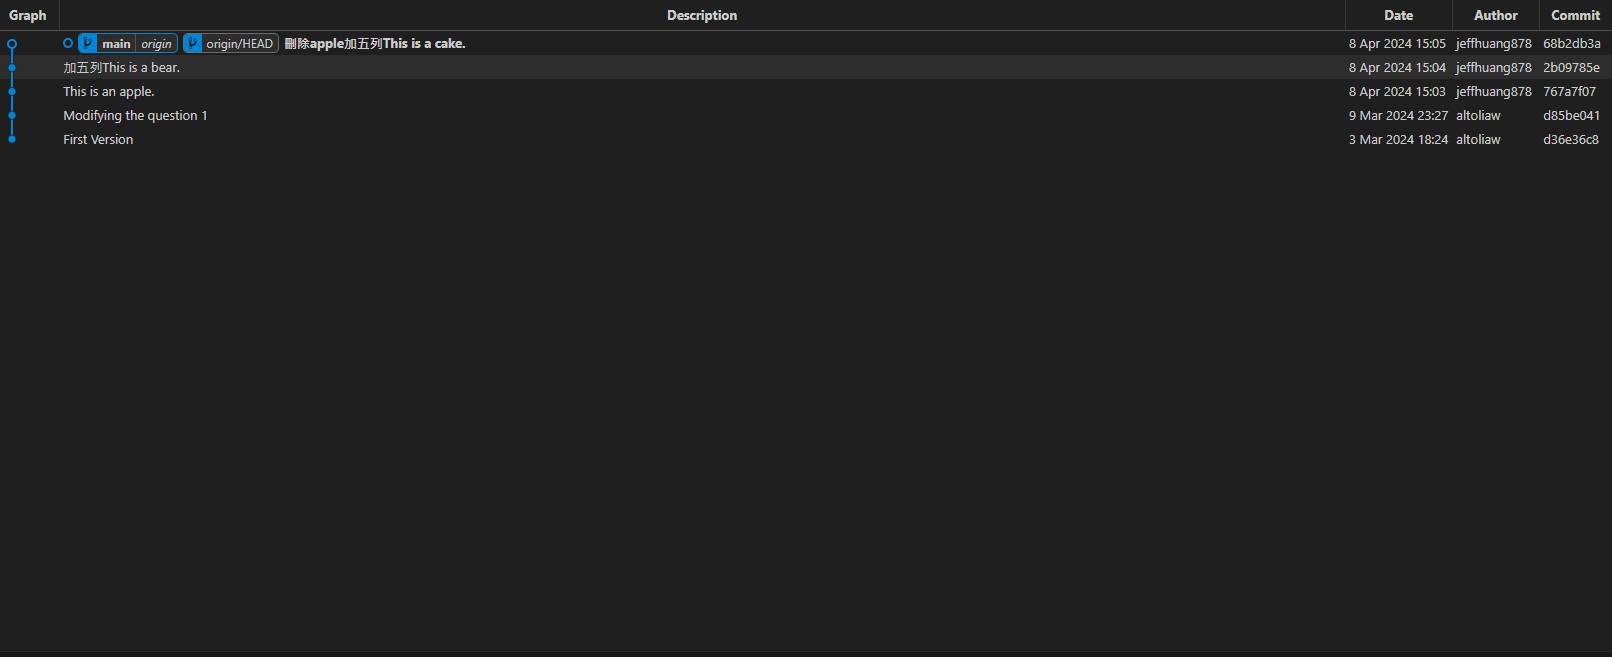 Graph Description Date Author Commit
main origin origin/HEAD 刪除apple加五列This is a cake. 8 Apr 2024 15:05 jeffhuang878 68b2db3a
加五列This is a bear. 8 Apr 2024 15:04 jeffhuang878 2b09785e
This is an apple. 8 Apr 2024 15:03 jeffhuang878 767a7f07
Modifying the question 1 9 Mar 2024 23:27 altoliaw d85be041
First Version 3 Mar 2024 18:24 altoliaw d36e36c8